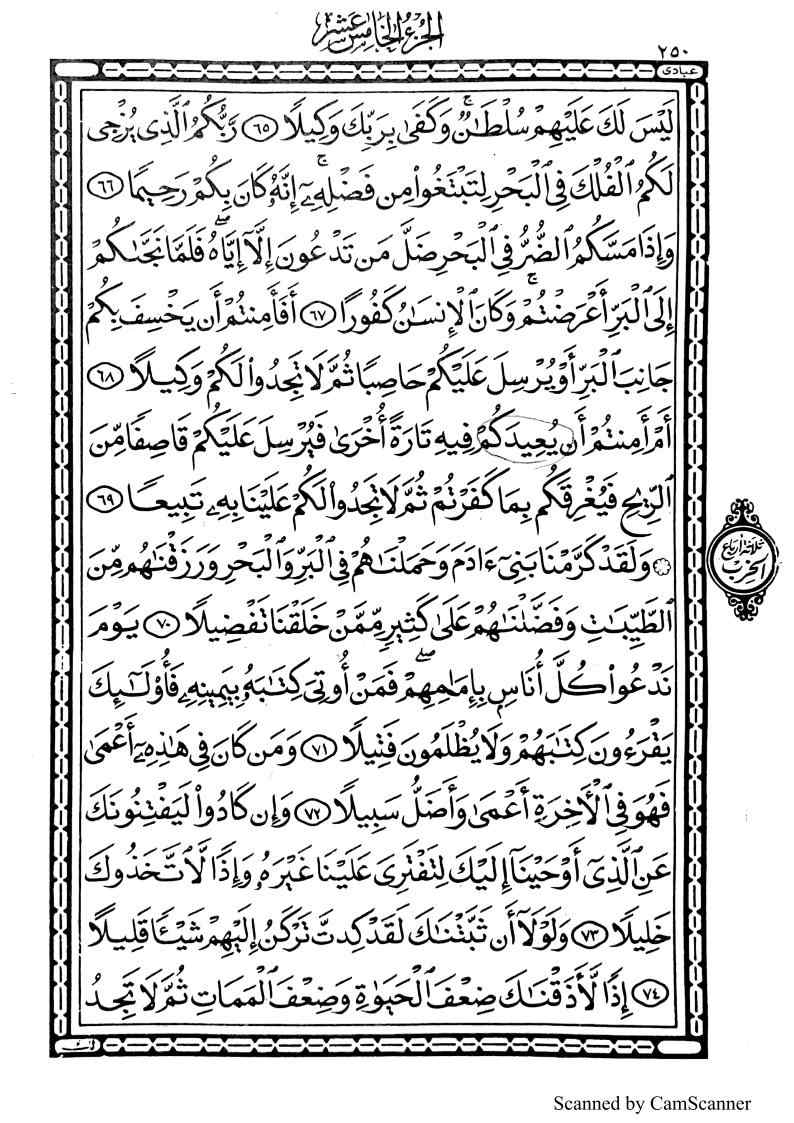 ٢٥٠
الجزء الخامس عشر
عبادى
لَيْسَ لَكَ عَلَيْهِمْ سُلْطَٰنٌ ۚ وَكَفَىٰ بِرَبِّكَ وَكِيلًا ٦٥ رَّبُّكُمُ ٱلَّذِى يُزْجِى
لَكُمُ ٱلْفُلْكَ فِى ٱلْبَحْرِ لِتَبْتَغُوا۟ مِن فَضْلِهِۦٓ ۚ إِنَّهُۥ كَانَ بِكُمْ رَحِيمًا ٦٦
وَإِذَا مَسَّكُمُ ٱلضُّرُّ فِى ٱلْبَحْرِ ضَلَّ مَن تَدْعُونَ إِلَّآ إِيَّاهُ ۖ فَلَمَّا نَجَّىٰكُمْ
إِلَى ٱلْبَرِّ أَعْرَضْتُمْ ۚ وَكَانَ ٱلْإِنسَٰنُ كَفُورًا ٦٧ أَفَأَمِنتُمْ أَن يَخْسِفَ بِكُمْ
جَانِبَ ٱلْبَرِّ أَوْ يُرْسِلَ عَلَيْكُمْ حَاصِبًا ثُمَّ لَا تَجِدُوا۟ لَكُمْ وَكِيلًا ٦٨
أَمْ أَمِنتُمْ أَن يُعِيدَكُمْ فِيهِ تَارَةً أُخْرَىٰ فَيُرْسِلَ عَلَيْكُمْ قَاصِفًا مِّنَ
ٱلرِّيحِ فَيُغْرِقَكُم بِمَا كَفَرْتُمْ ثُمَّ لَا تَجِدُوا۟ لَكُمْ عَلَيْنَا بِهِۦ تَبِيعًا ٦٩
۞ وَلَقَدْ كَرَّمْنَا بَنِىٓ ءَادَمَ وَحَمَلْنَٰهُمْ فِى ٱلْبَرِّ وَٱلْبَحْرِ وَرَزَقْنَٰهُم مِّنَ
ثلاثة أرباع
الحزب
ٱلطَّيِّبَٰتِ وَفَضَّلْنَٰهُمْ عَلَىٰ كَثِيرٍ مِّمَّنْ خَلَقْنَا تَفْضِيلًا ٧٠ يَوْمَ
نَدْعُوا۟ كُلَّ أُنَاسٍۭ بِإِمَٰمِهِمْ ۖ فَمَنْ أُوتِىَ كِتَٰبَهُۥ بِيَمِينِهِۦ فَأُو۟لَٰٓئِكَ
يَقْرَءُونَ كِتَٰبَهُمْ وَلَا يُظْلَمُونَ فَتِيلًا ٧١ وَمَن كَانَ فِى هَٰذِهِۦٓ أَعْمَىٰ
فَهُوَ فِى ٱلْءَاخِرَةِ أَعْمَىٰ وَأَضَلُّ سَبِيلًا ٧٢ وَإِن كَادُوا۟ لَيَفْتِنُونَكَ
عَنِ ٱلَّذِىٓ أَوْحَيْنَآ إِلَيْكَ لِتَفْتَرِىَ عَلَيْنَا غَيْرَهُۥ ۖ وَإِذًا لَّٱتَّخَذُوكَ
خَلِيلًا ٧٣ وَلَوْلَآ أَن ثَبَّتْنَٰكَ لَقَدْ كِدتَّ تَرْكَنُ إِلَيْهِمْ شَيْـًٔا قَلِيلًا
٧٤ إِذًا لَّأَذَقْنَٰكَ ضِعْفَ ٱلْحَيَوٰةِ وَضِعْفَ ٱلْمَمَاتِ ثُمَّ لَا تَجِدُ
Scanned by CamScanner